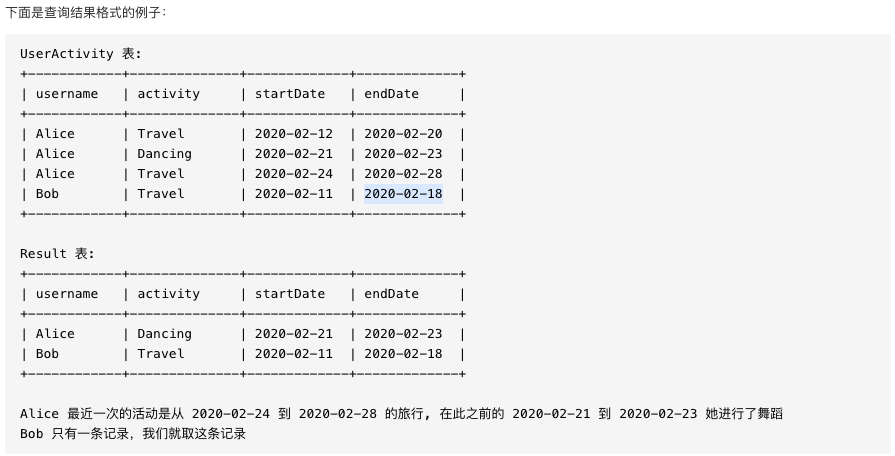 下面是查询结果格式的例子：
UserActivity 表:
+------------+--------------+-------------+-------------+
| username   | activity     | startDate   | endDate     |
+------------+--------------+-------------+-------------+
| Alice      | Travel       | 2020-02-12  | 2020-02-20  |
| Alice      | Dancing      | 2020-02-21  | 2020-02-23  |
| Alice      | Travel       | 2020-02-24  | 2020-02-28  |
| Bob        | Travel       | 2020-02-11  | 2020-02-18  |
+------------+--------------+-------------+-------------+
Result 表:
+------------+--------------+-------------+-------------+
| username   | activity     | startDate   | endDate     |
+------------+--------------+-------------+-------------+
| Alice      | Dancing      | 2020-02-21  | 2020-02-23  |
| Bob        | Travel       | 2020-02-11  | 2020-02-18  |
+------------+--------------+-------------+-------------+
Alice 最近一次的活动是从 2020-02-24 到 2020-02-28 的旅行, 在此之前的 2020-02-21 到 2020-02-23 她进行了舞蹈
Bob 只有一条记录，我们就取这条记录